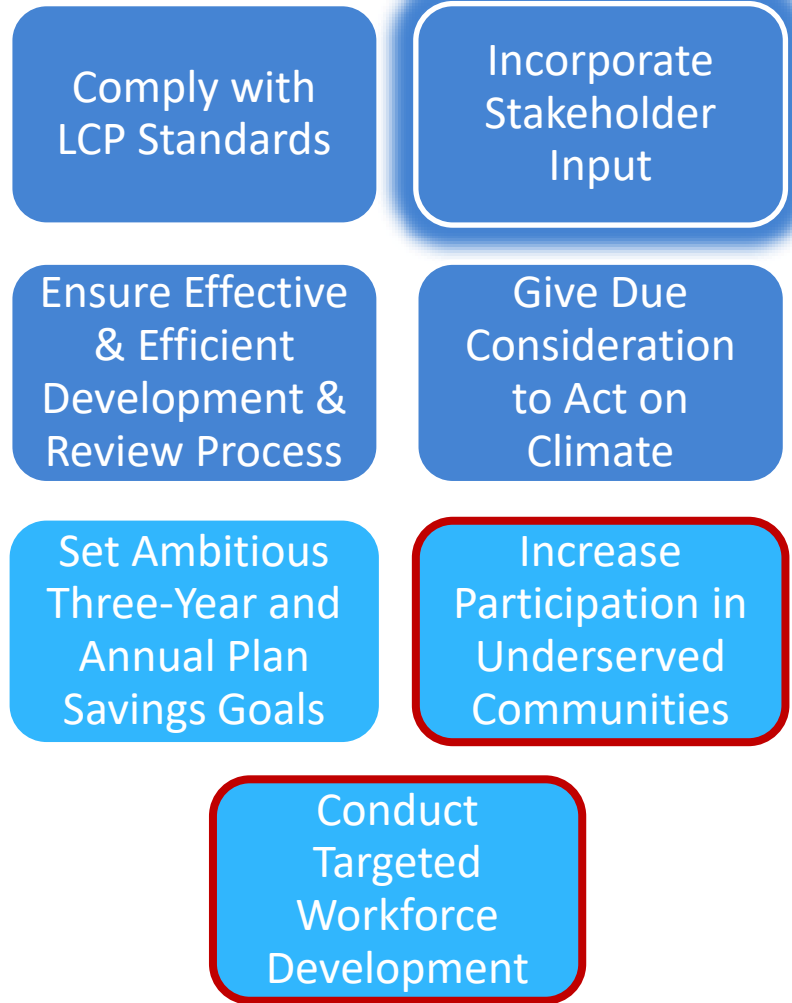 Comply with
LCP Standards
Incorporate
Stakeholder
Input
Ensure Effective
& Efficient
Development &
Review Process
Give Due
Consideration
to Act on
Climate
Set Ambitious
Three-Year and
Annual Plan
Savings Goals
Increase
Participation in
Underserved
Communities
Conduct
Targeted
Workforce
Development